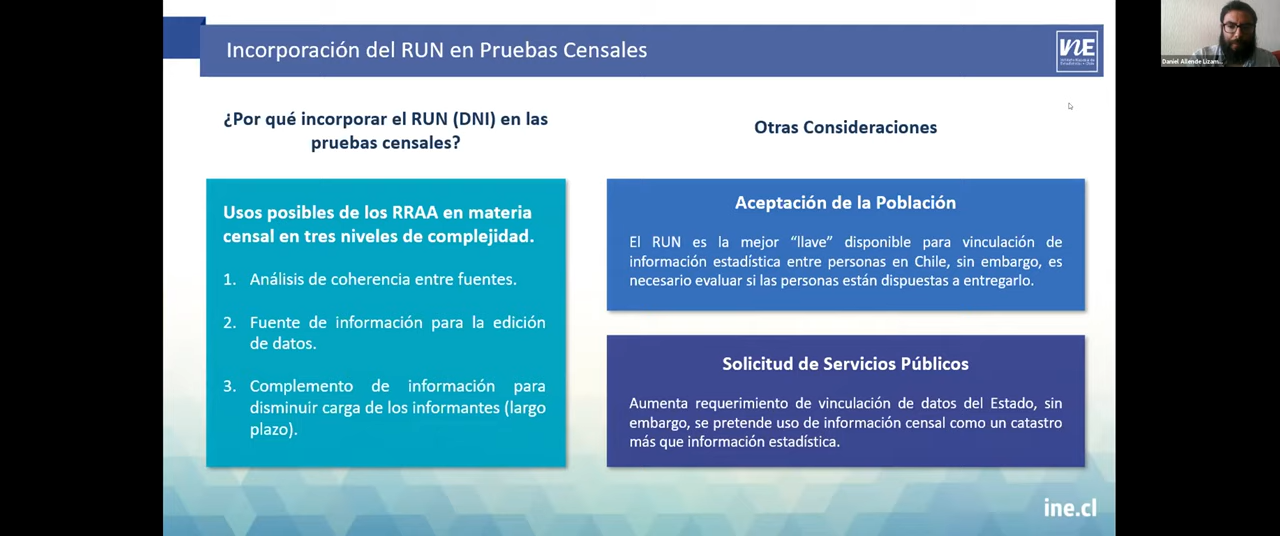 Incorporación del RUN en Pruebas Censales
INE
¿Por qué incorporar el RUN (DNI) en las
pruebas censales?
Usos posibles de los RRAA en materia
censal en tres niveles de complejidad.
1. Análisis de coherencia entre fuentes.
2. Fuente de información para la edición
de datos.
3. Complemento de información para
disminuir carga de los informantes (largo
plazo).
Otras Consideraciones
Aceptación de la Población
El RUN es la mejor “llave” disponible para vinculación de
información estadística entre personas en Chile, sin embargo, es
necesario evaluar si las personas están dispuestas a entregarlo.
Solicitud de Servicios Públicos
Aumenta requerimiento de vinculación de datos del Estado, sin
embargo, se pretende uso de información censal como un catastro
más que información estadística.
ine.cl
Daniel Allende Lizam...